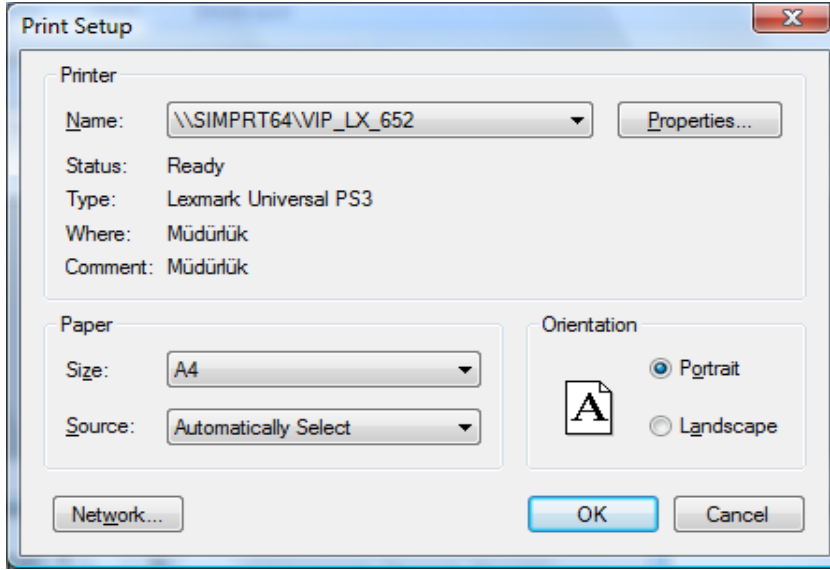 Print Setup
Printer
Name: \\SIMPRT64\VIP_LX_652 Properties...
Status: Ready
Type: Lexmark Universal PS3
Where: Müdürlük
Comment: Müdürlük
Paper
Size: A4
Source: Automatically Select
Orientation
A
Portrait
Landscape
Network... OK Cancel